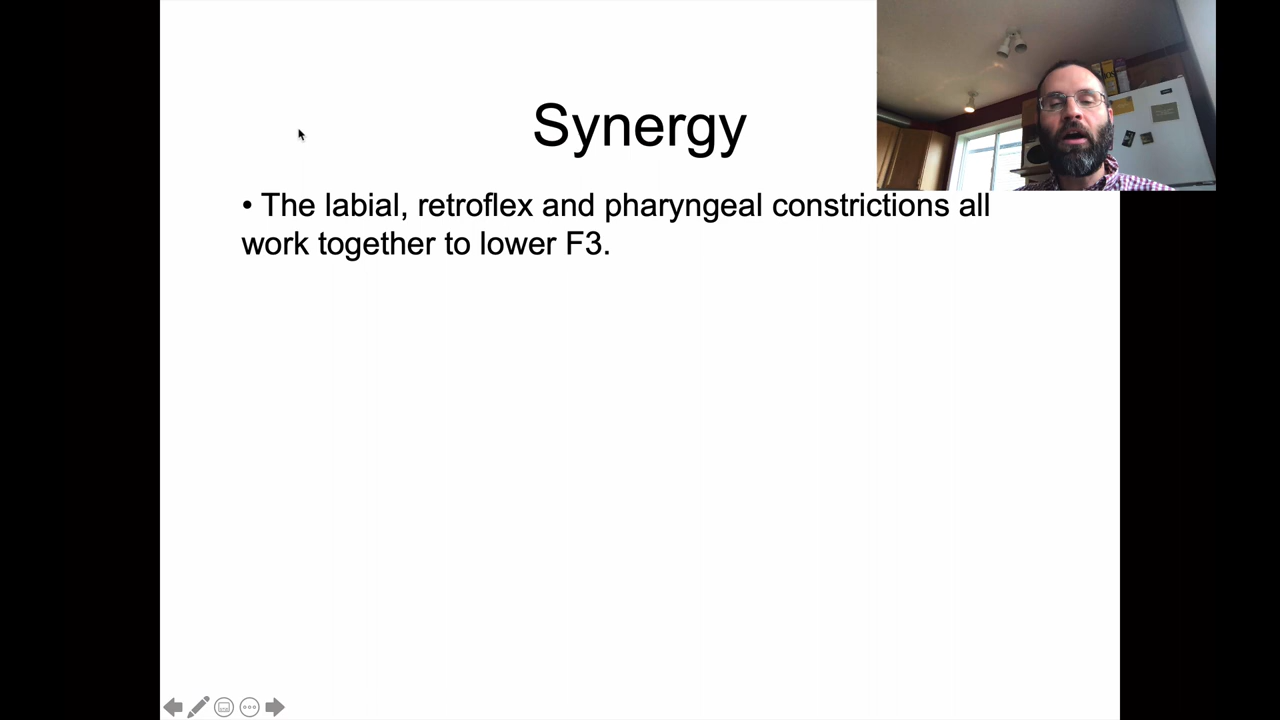 Synergy
• The labial, retroflex and pharyngeal constrictions all
work together to lower F3.